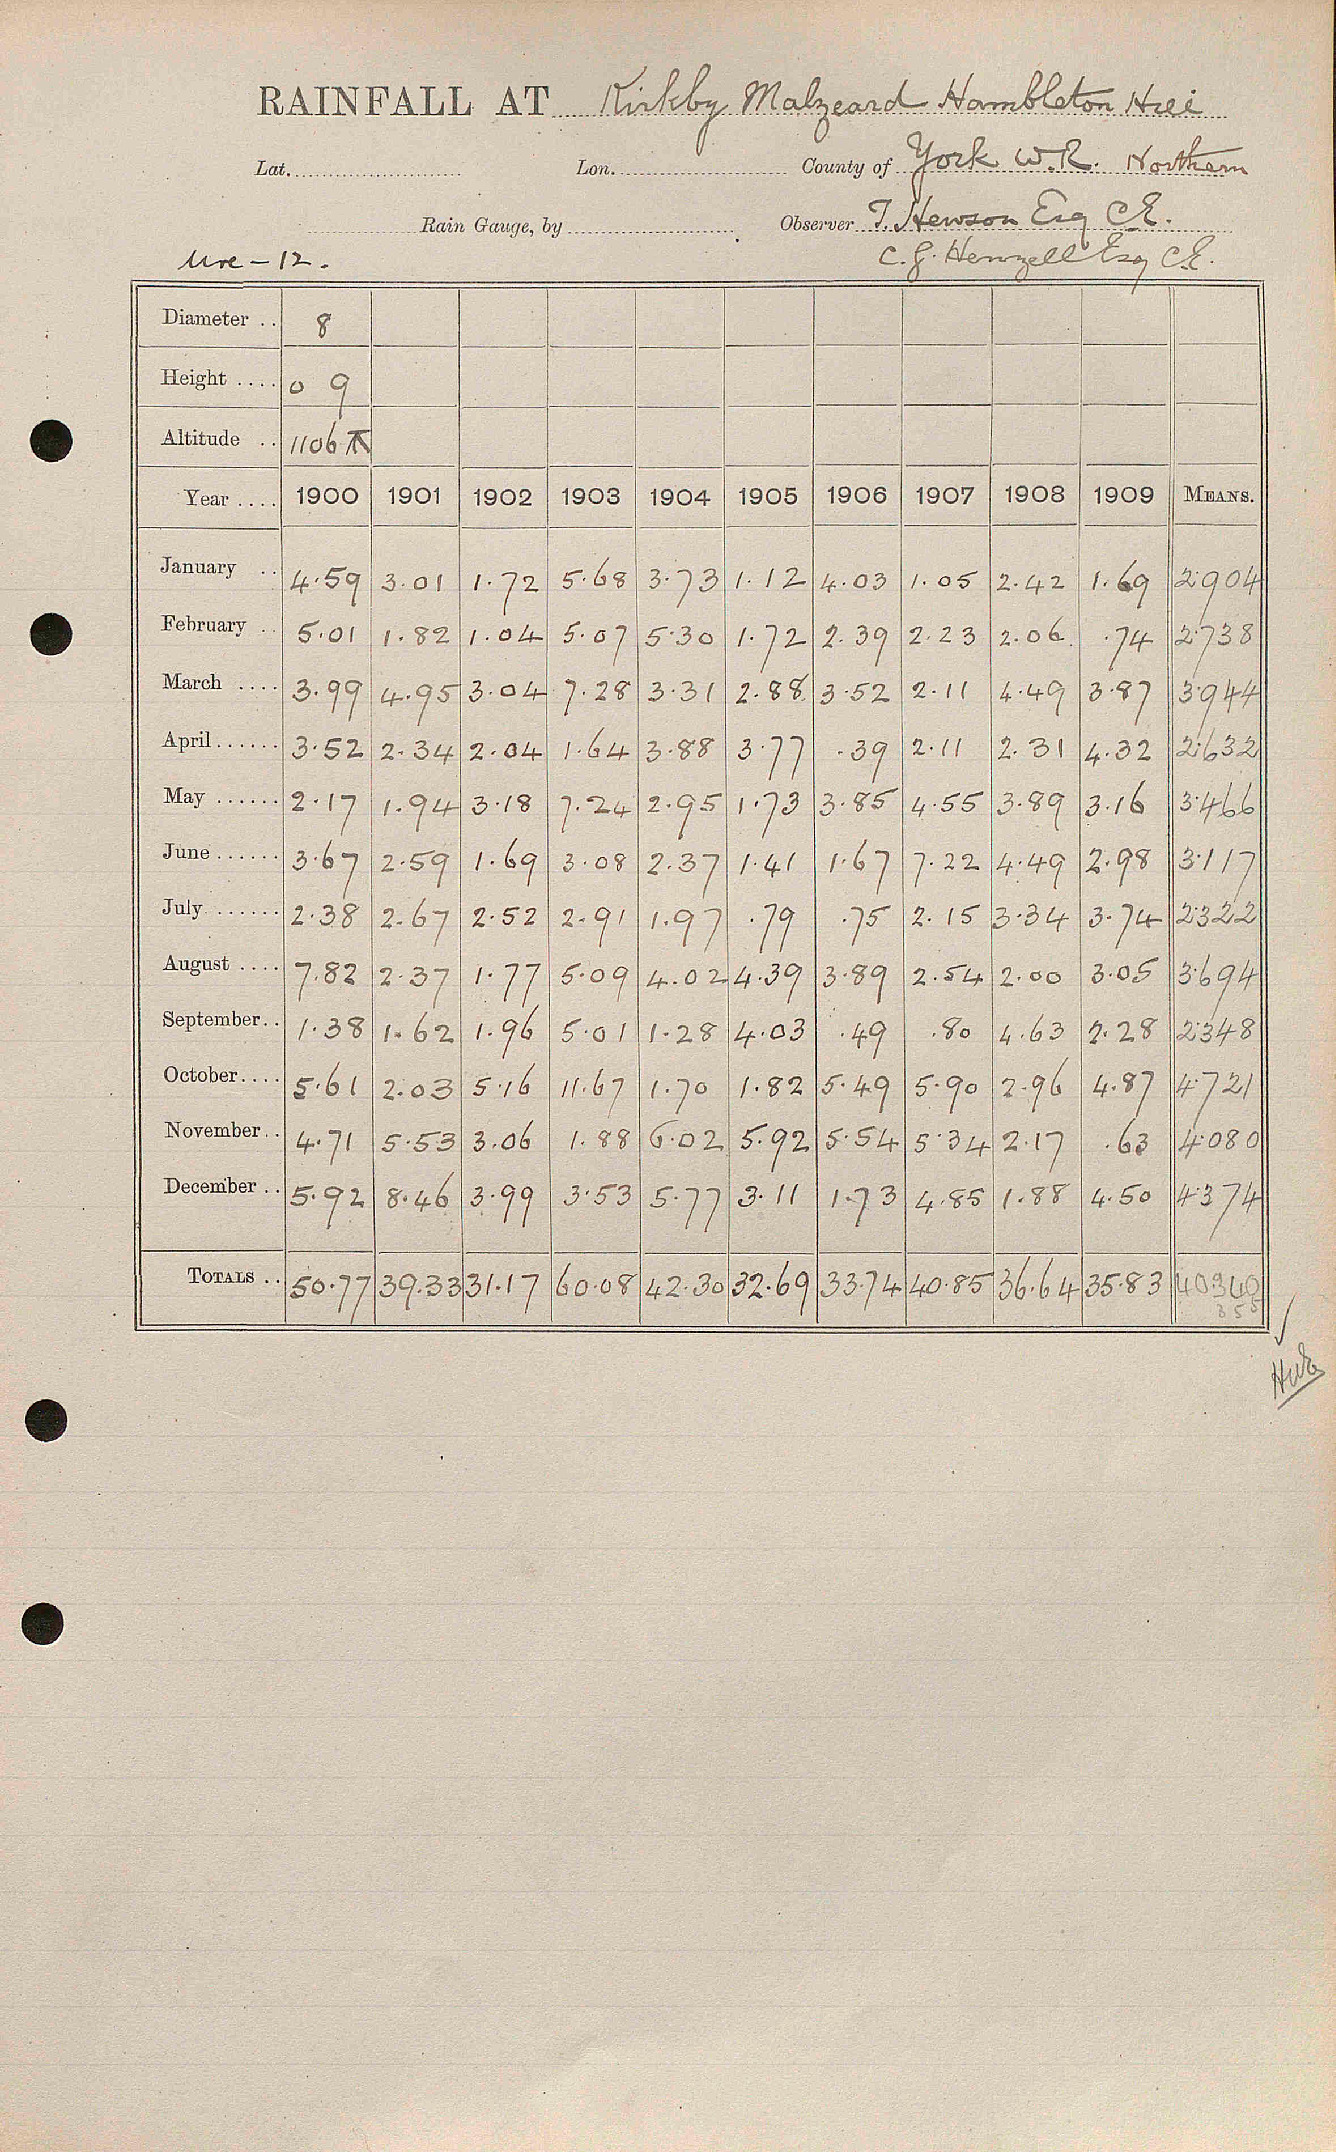 RAINFALL AT Kirkby Malzeard Hambleton Hill
Lat. Lon. County of York W.R. Northern
Rain Gauge, by Observer T. Hewson Esq C.E.
Ure - 12. C. G. Henzell Esq C.E.
Diameter .. 8
Height .... 0 9
Altitude .. 1106
Year .... 1900 1901 1902 1903 1904 1905 1906 1907 1908 1909 MEANS.
January .. 4.59 3.01 1.72 5.68 3.73 1.12 4.03 1.05 2.42 1.69 2.904
February .. 5.01 1.82 1.04 5.07 5.30 1.72 2.39 2.23 2.06 .74 2.738
March .... 3.99 4.95 3.04 7.28 3.31 2.88 3.52 2.11 4.49 3.87 3.944
April...... 3.52 2.34 2.04 1.64 3.88 3.77 .39 2.11 2.31 4.32 2.632
May ...... 2.17 1.94 3.18 7.24 2.95 1.73 3.85 4.55 3.89 3.16 3.466
June...... 3.67 2.59 1.69 3.08 2.37 1.41 1.67 7.22 4.49 2.98 3.117
July ...... 2.38 2.67 2.52 2.91 1.97 .79 .75 2.15 3.34 3.74 2.322
August .... 7.82 2.37 1.77 5.09 4.02 4.39 3.89 2.54 2.00 3.05 3.694
September.. 1.38 1.62 1.96 5.01 1.28 4.03 .49 .80 4.63 2.28 2.348
October.... 5.61 2.03 5.16 11.67 1.70 1.82 5.49 5.90 2.96 4.87 4.721
November.. 4.71 5.53 3.06 1.88 6.02 5.92 5.54 5.34 2.17 .63 4.080
December .. 5.92 8.46 3.99 3.53 5.77 3.11 1.73 4.85 1.88 4.50 4.374
TOTALS .. 50.77 39.33 31.17 60.08 42.30 32.69 33.74 40.85 36.64 35.83 40340
355